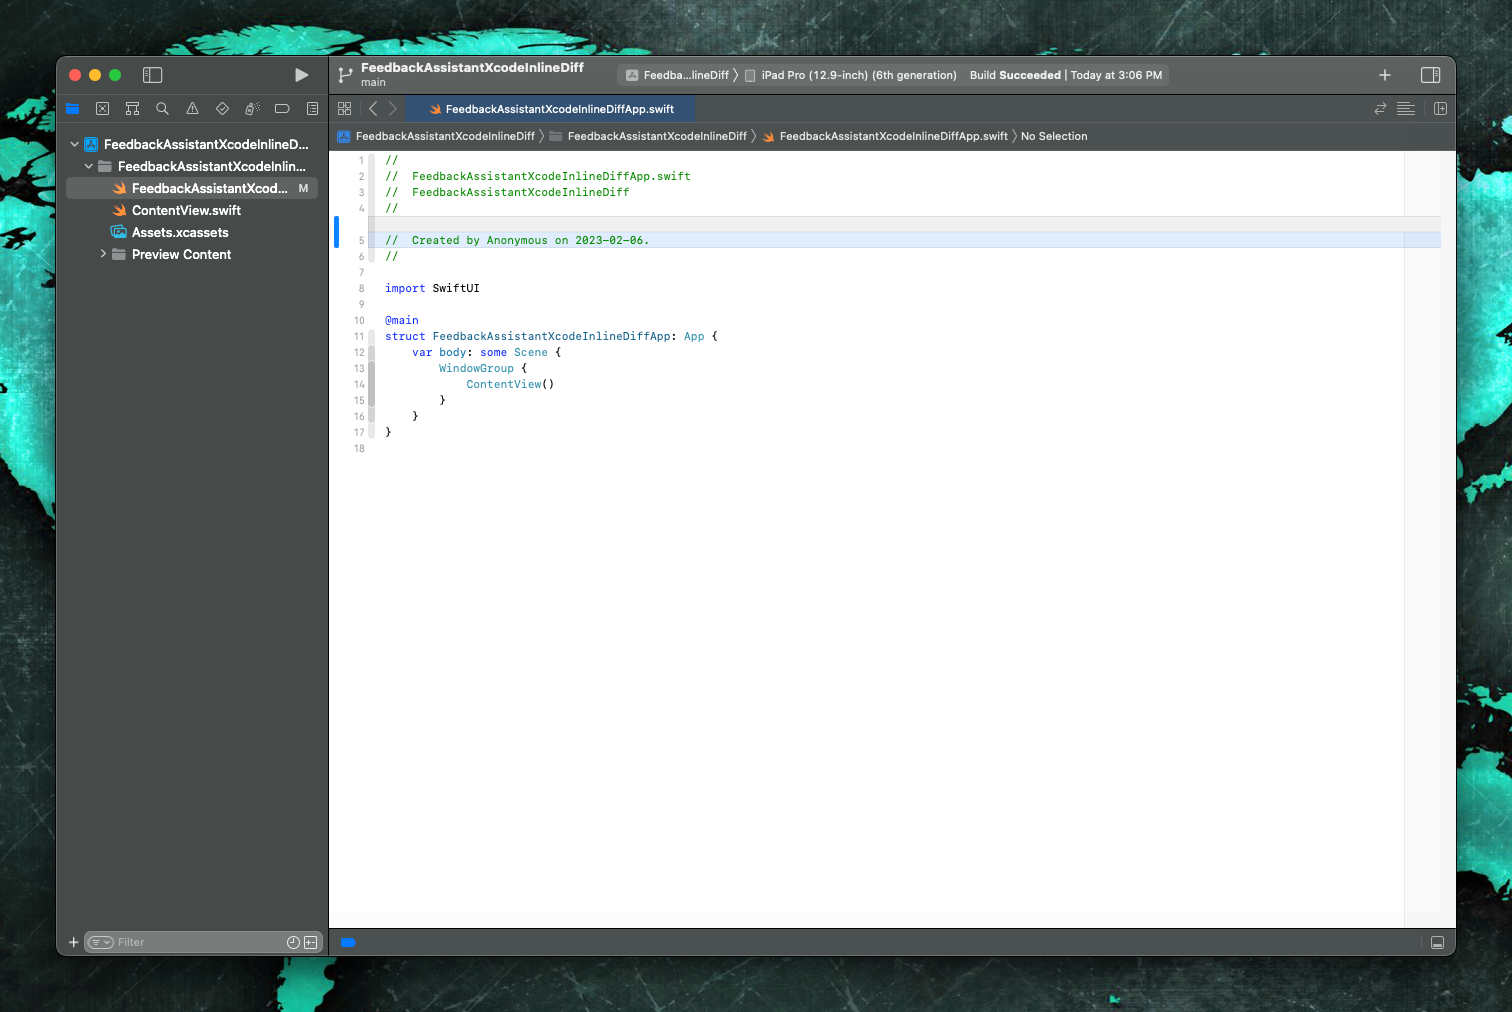 FeedbackAssistantXcodeInlineDiff
main
Feedba...lineDiff
iPad Pro (12.9-inch) (6th generation)
Build Succeeded | Today at 3:06 PM
FeedbackAssistantXcodeInlineDiffApp.swift
FeedbackAssistantXcodeInlineDiff
FeedbackAssistantXcodeInlineDiff
FeedbackAssistantXcodeInlineDiffApp.swift
No Selection
FeedbackAssistantXcodeInlineD...
FeedbackAssistantXcodeInlin...
FeedbackAssistantXcod... M
ContentView.swift
Assets.xcassets
Preview Content
1 //
2 //  FeedbackAssistantXcodeInlineDiffApp.swift
3 //  FeedbackAssistantXcodeInlineDiff
4 //
5 //  Created by Anonymous on 2023-02-06.
6 //
7
8 import SwiftUI
9
10 @main
11 struct FeedbackAssistantXcodeInlineDiffApp: App {
12     var body: some Scene {
13         WindowGroup {
14             ContentView()
15         }
16     }
17 }
18
Filter